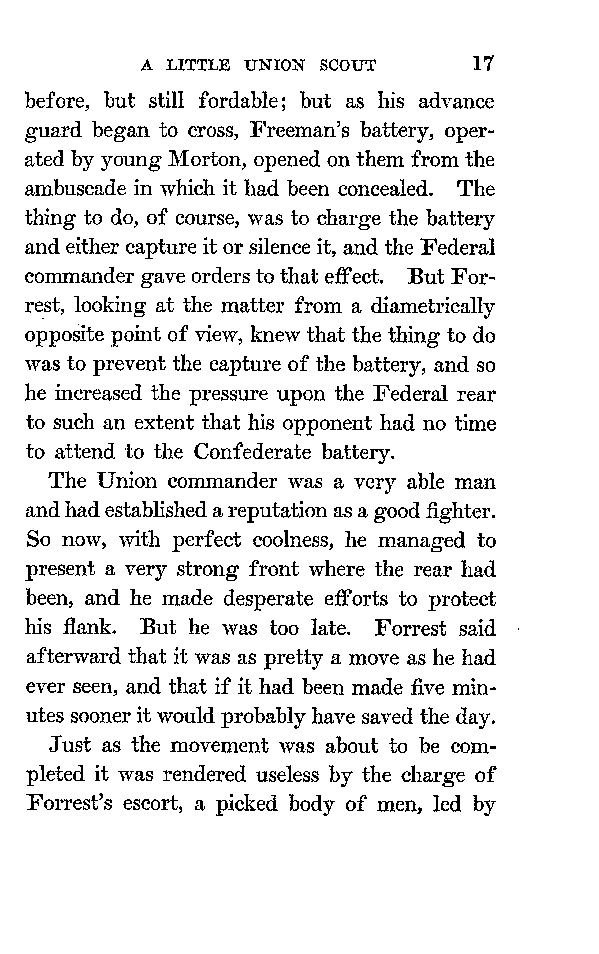 A LITTLE UNION SCOUT 17
before, but still fordable; but as his advance
guard began to cross, Freeman's battery, oper-
ated by young Morton, opened on them from the
ambuscade in which it had been concealed. The
thing to do, of course, was to charge the battery
and either capture it or silence it, and the Federal
commander gave orders to that effect. But For-
rest, looking at the matter from a diametrically
opposite point of view, knew that the thing to do
was to prevent the capture of the battery, and so
he increased the pressure upon the Federal rear
to such an extent that his opponent had no time
to attend to the Confederate battery.
The Union commander was a very able man
and had established a reputation as a good fighter.
So now, with perfect coolness, he managed to
present a very strong front where the rear had
been, and he made desperate efforts to protect
his flank. But he was too late. Forrest said
afterward that it was as pretty a move as he had
ever seen, and that if it had been made five min-
utes sooner it would probably have saved the day.
Just as the movement was about to be com-
pleted it was rendered useless by the charge of
Forrest's escort, a picked body of men, led by